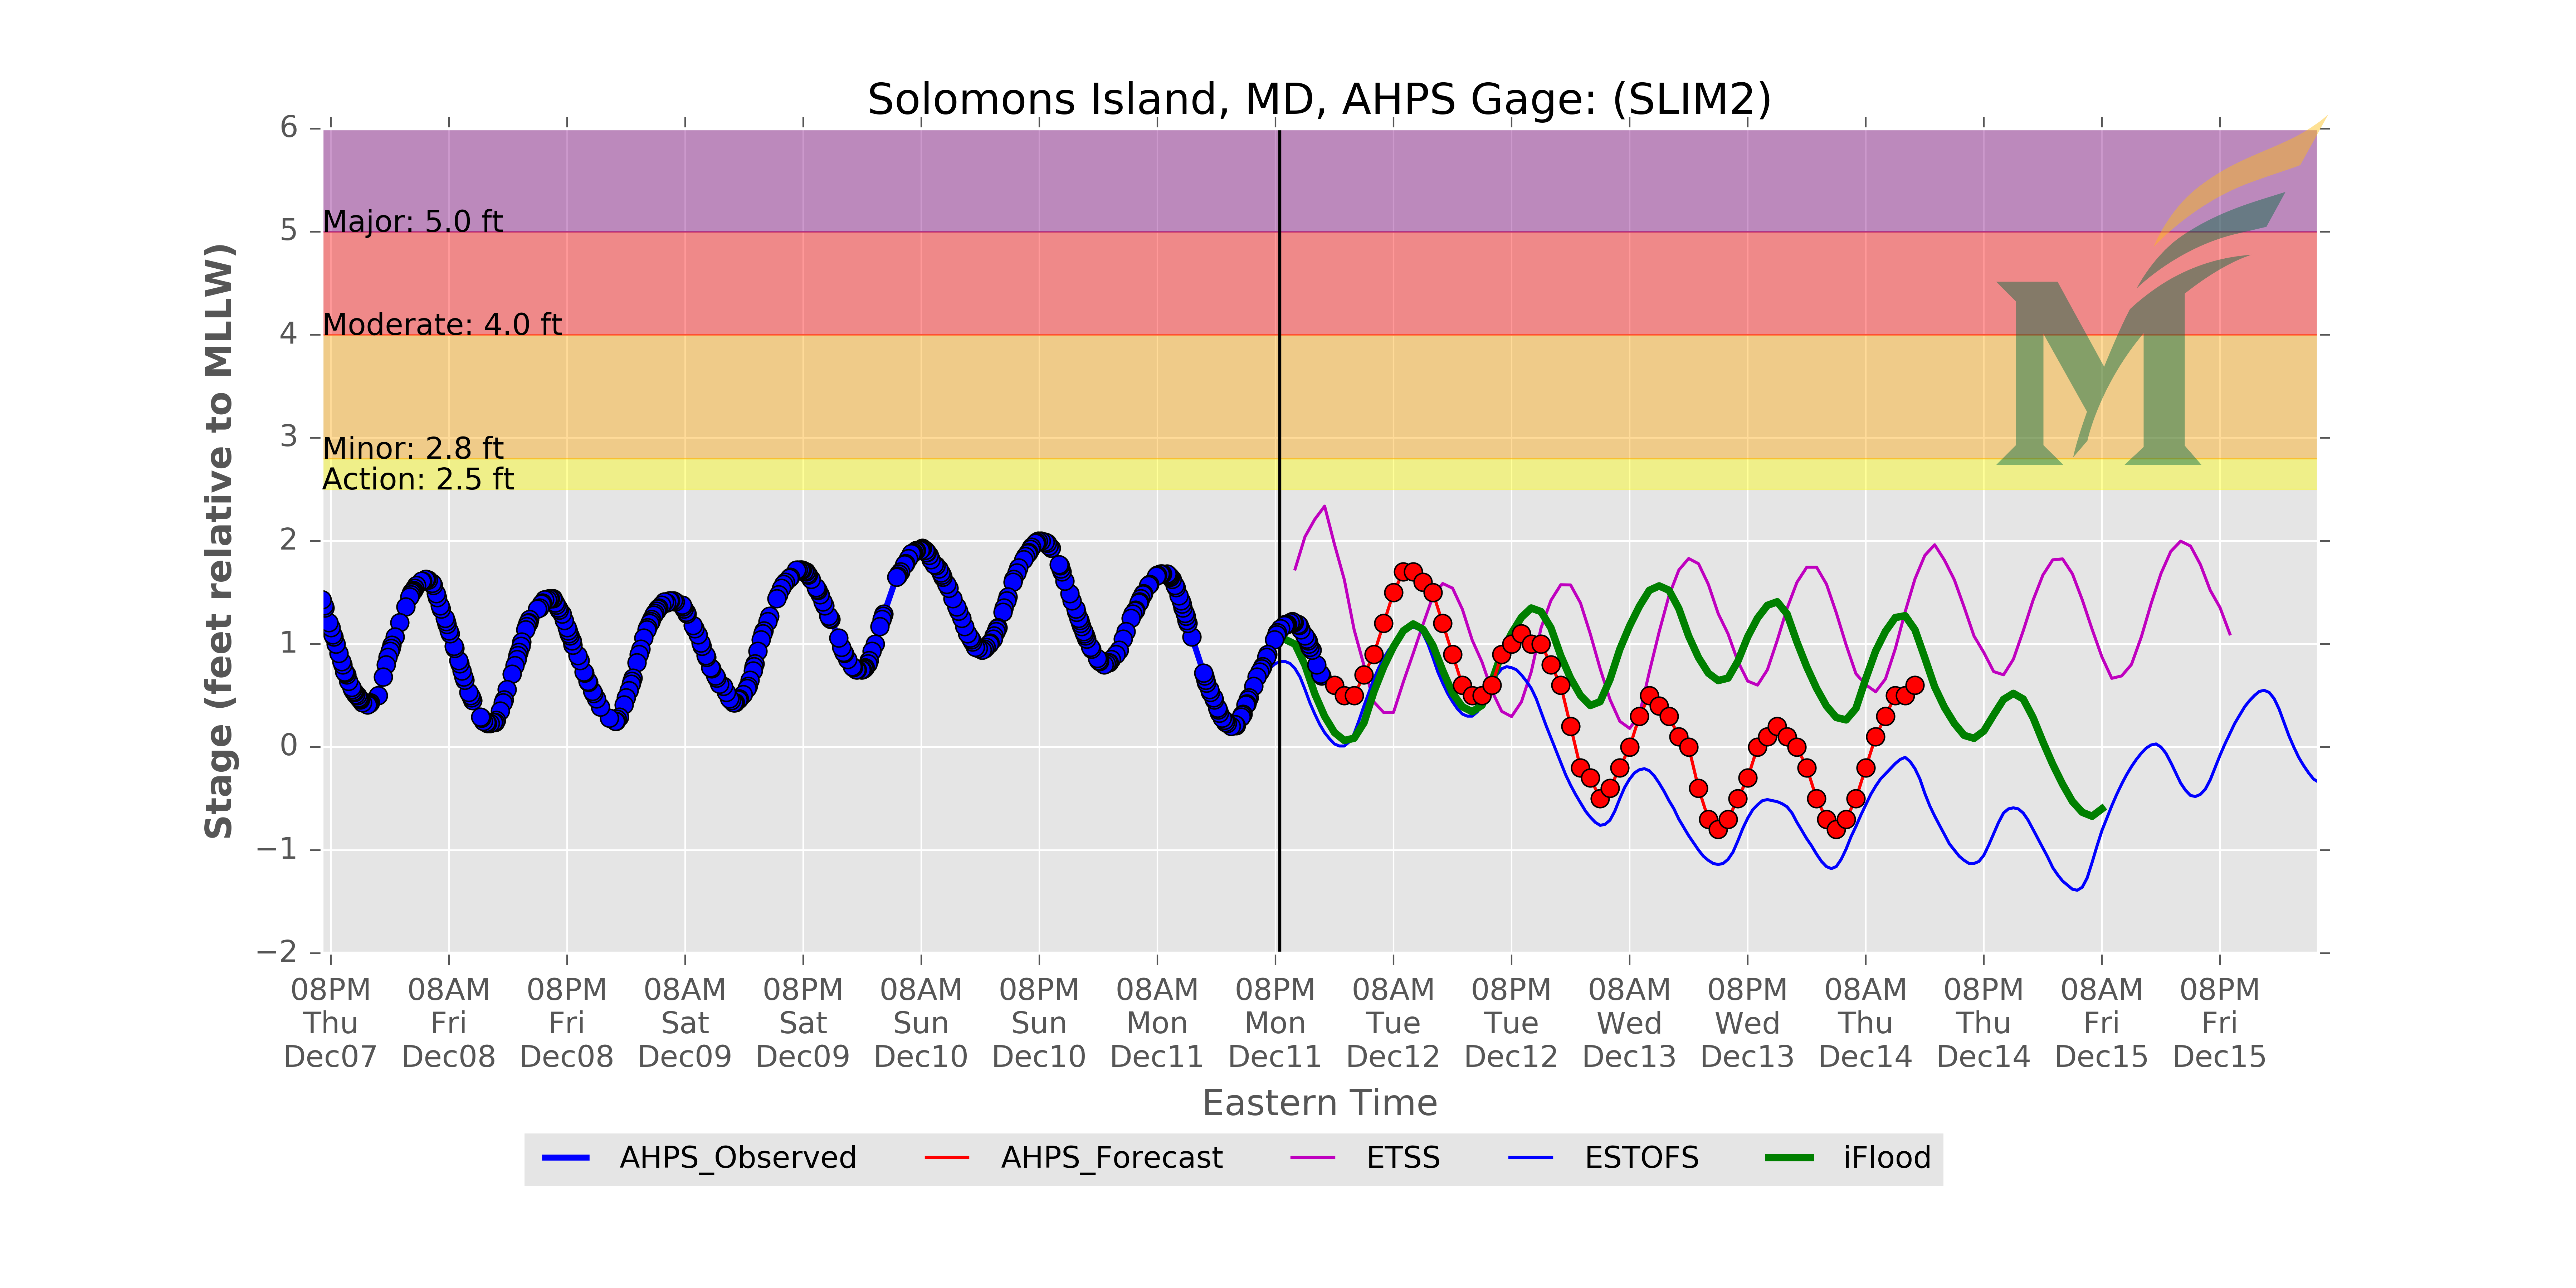 Solomons Island, MD, AHPS Gage: (SLIM2)
6
5
4
3
2
1
0
−1
−2
Stage (feet relative to MLLW)
Major: 5.0 ft
Moderate: 4.0 ft
Minor: 2.8 ft
Action: 2.5 ft
M
08PM 08AM 08PM 08AM 08PM 08AM 08PM 08AM 08PM 08AM 08PM 08AM 08PM 08AM 08PM 08AM 08PM
Thu Fri Fri Sat Sat Sun Sun Mon Mon Tue Tue Wed Wed Thu Thu Fri Fri
Dec07 Dec08 Dec08 Dec09 Dec09 Dec10 Dec10 Dec11 Dec11 Dec12 Dec12 Dec13 Dec13 Dec14 Dec14 Dec15 Dec15
Eastern Time
AHPS_Observed AHPS_Forecast ETSS ESTOFS iFlood